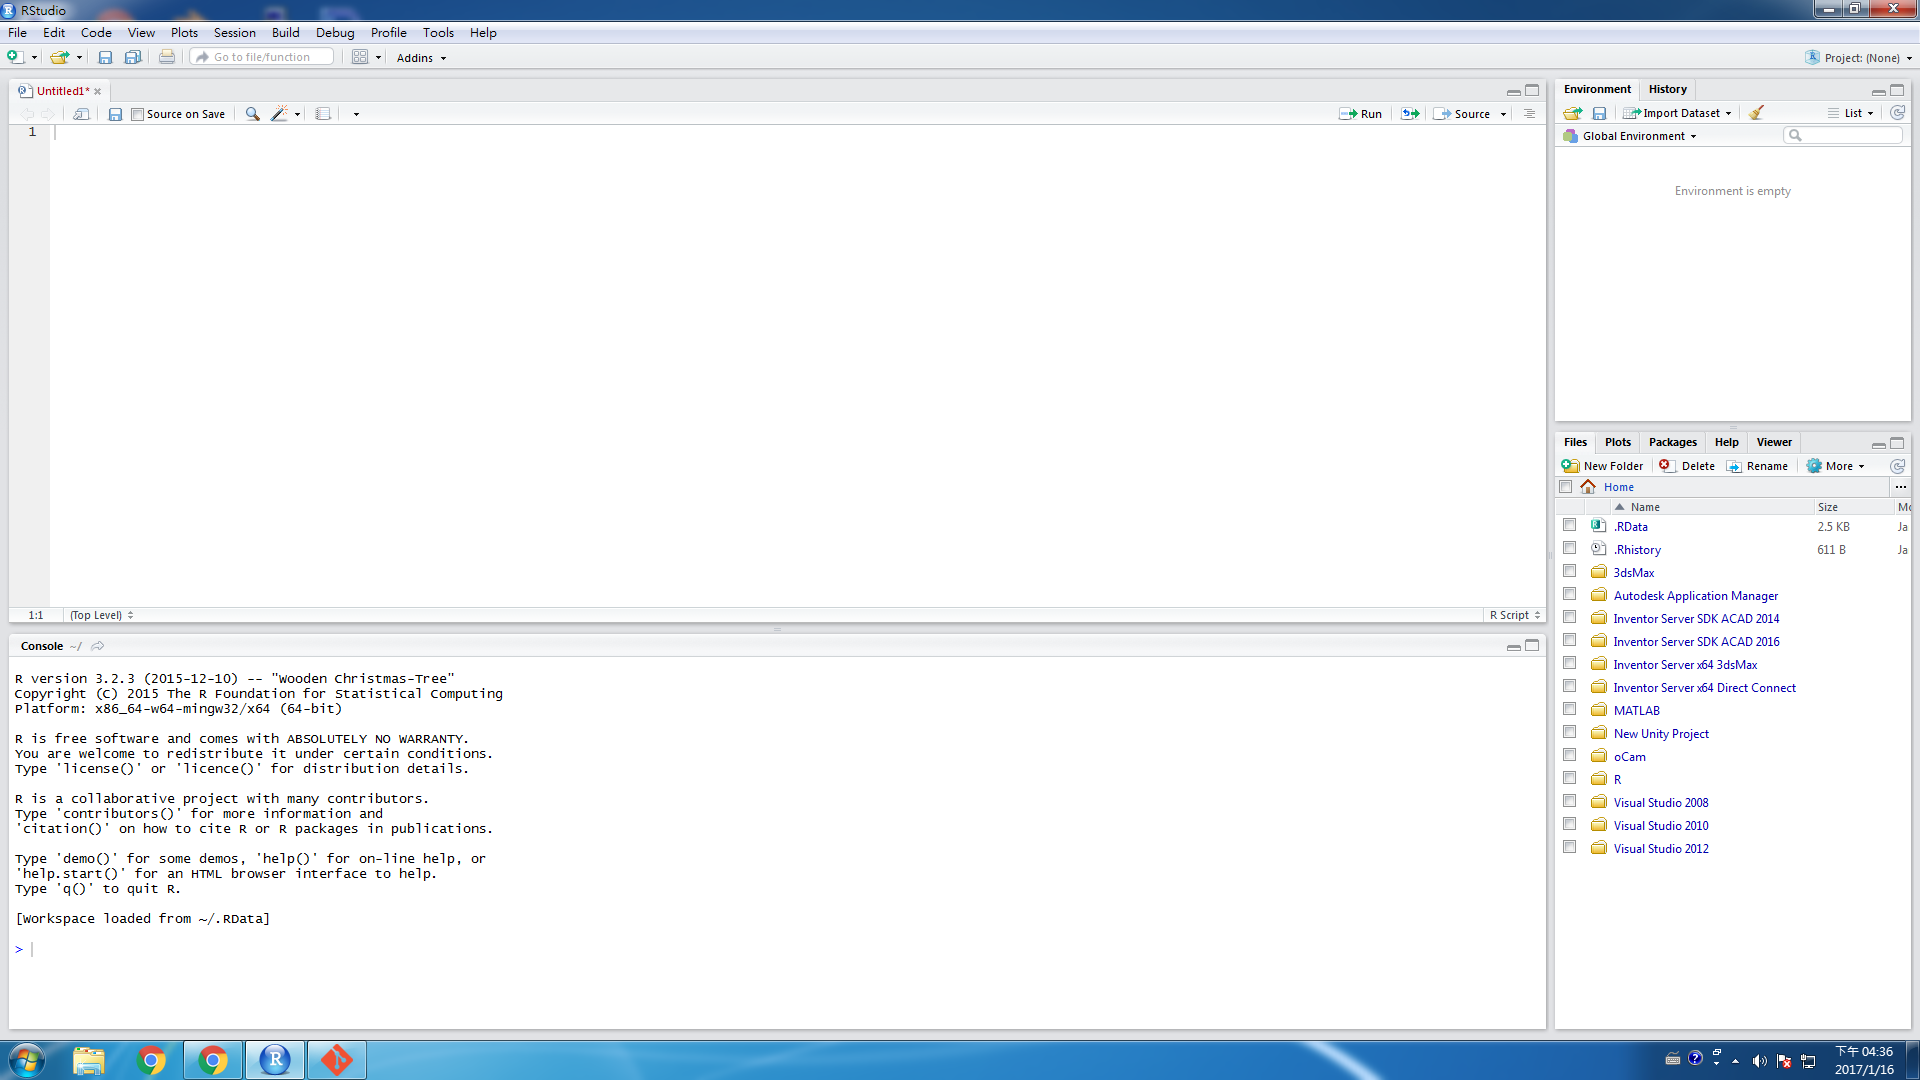 RStudio
File Edit Code View Plots Session Build Debug Profile Tools Help
Go to file/function Addins Project: (None)
Untitled1*
Source on Save Run Source
1
1:1 (Top Level) R Script
Console ~/
R version 3.2.3 (2015-12-10) -- "Wooden Christmas-Tree"
Copyright (C) 2015 The R Foundation for Statistical Computing
Platform: x86_64-w64-mingw32/x64 (64-bit)
R is free software and comes with ABSOLUTELY NO WARRANTY.
You are welcome to redistribute it under certain conditions.
Type 'license()' or 'licence()' for distribution details.
R is a collaborative project with many contributors.
Type 'contributors()' for more information and
'citation()' on how to cite R or R packages in publications.
Type 'demo()' for some demos, 'help()' for on-line help, or
'help.start()' for an HTML browser interface to help.
Type 'q()' to quit R.
[Workspace loaded from ~/.RData]
>
Environment History
Import Dataset List
Global Environment
Environment is empty
Files Plots Packages Help Viewer
New Folder Delete Rename More
Home ...
Name Size Mo
.RData 2.5 KB Ja
.Rhistory 611 B Ja
3dsMax
Autodesk Application Manager
Inventor Server SDK ACAD 2014
Inventor Server SDK ACAD 2016
Inventor Server x64 3dsMax
Inventor Server x64 Direct Connect
MATLAB
New Unity Project
oCam
R
Visual Studio 2008
Visual Studio 2010
Visual Studio 2012
下午 04:36
2017/1/16